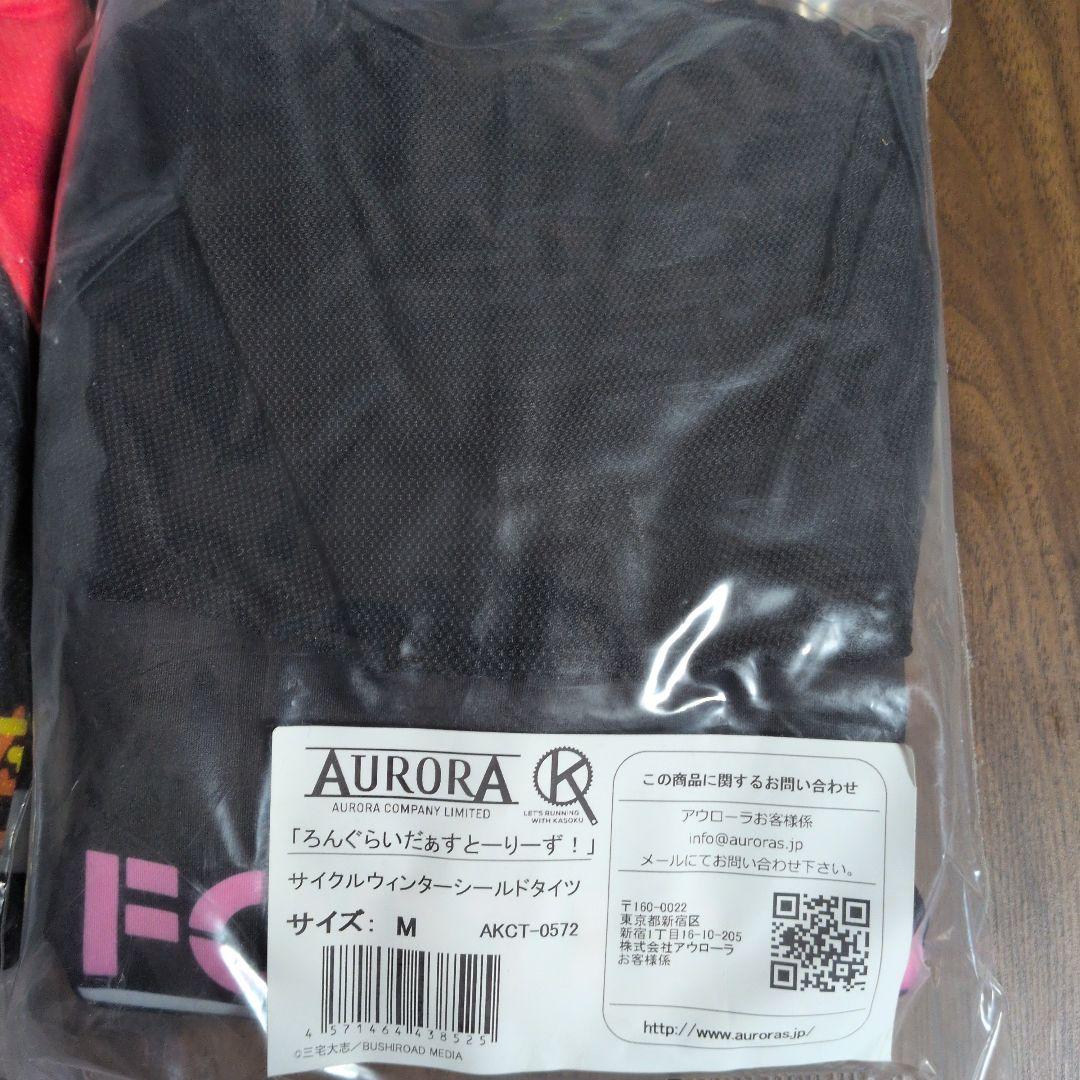 AURORA
AURORA COMPANY LIMITED
K
LET'S RUNNING
WITH KASOKU
「ろんぐらいだぁすとーりーず！」
サイクルウィンターシールドタイツ
サイズ: M AKCT-0572
4 571464 438525
©三宅大志／BUSHIROAD MEDIA
この商品に関するお問い合わせ
アウローラお客様係
info@auroras.jp
メールにてお問い合わせ下さい。
〒160-0022
東京都新宿区
新宿1丁目16-10-205
株式会社アウローラ
お客様係
http://www.auroras.jp/